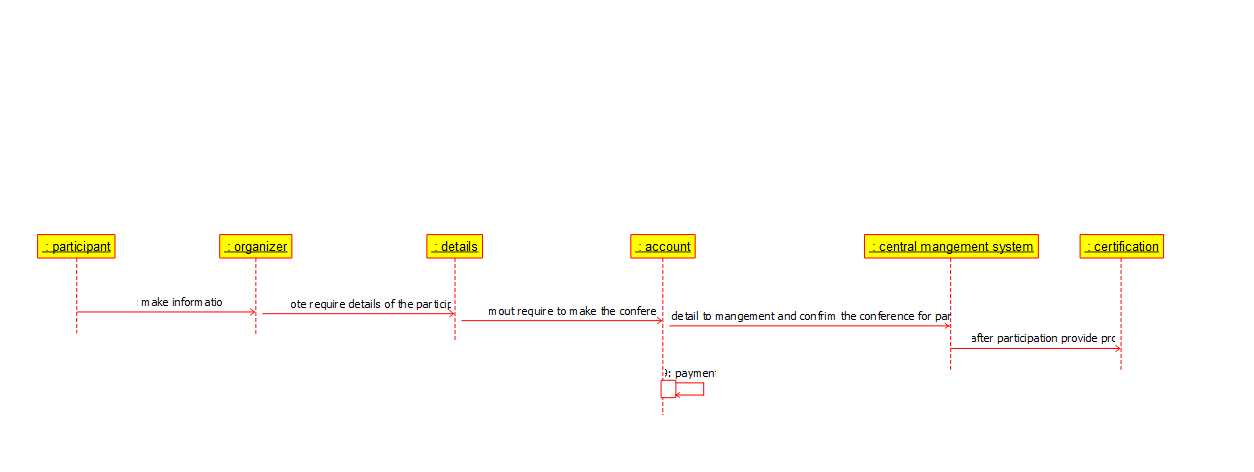 : participant
: organizer
: details
: account
: central mangement system
: certification
: make informatio
ote require details of the particip
mout require to make the confere
detail to mangement and confrim the conference for par
after participation provide pro
: payment